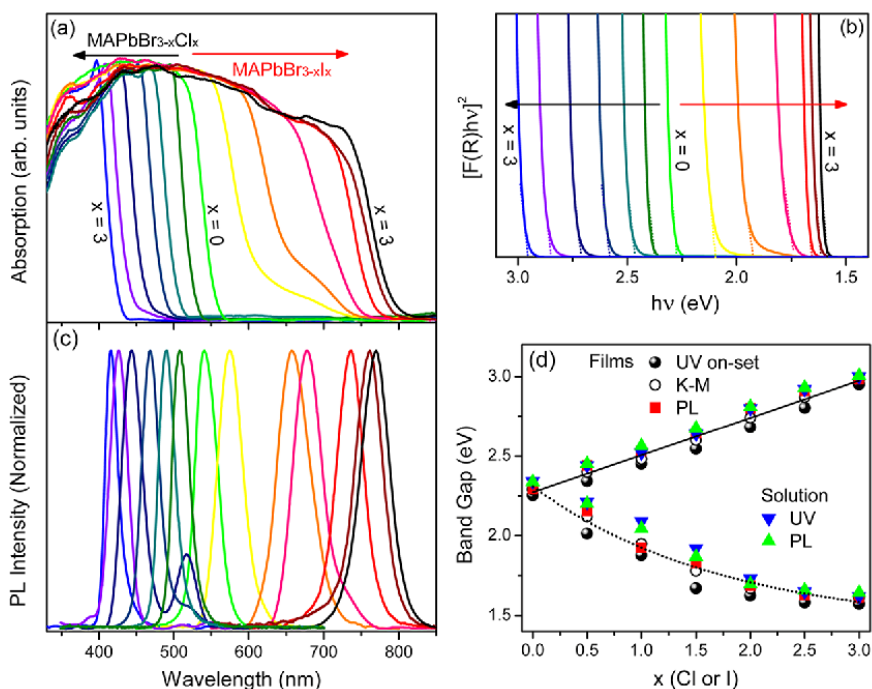 (a)
MAPbBr3-xClx
MAPbBr3-xIx
x = 3
x = 0
x = 3
Absorption (arb. units)
(b)
[F(R)hν]²
x = 3
x = 0
x = 3
3.0 2.5 2.0 1.5
hν (eV)
(c)
PL Intensity (Normalized)
400 500 600 700 800
Wavelength (nm)
(d)
Films
UV on-set
K-M
PL
Solution
UV
PL
Band Gap (eV)
3.0
2.5
2.0
1.5
0.0 0.5 1.0 1.5 2.0 2.5 3.0
x (Cl or I)